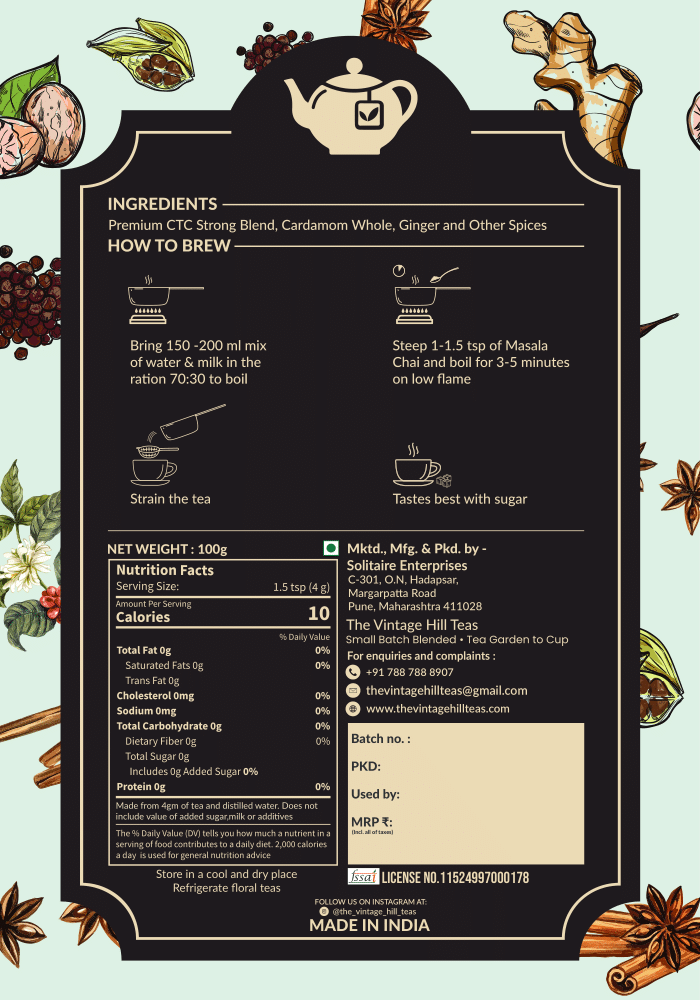 INGREDIENTS
Premium CTC Strong Blend, Cardamom Whole, Ginger and Other Spices
HOW TO BREW
Bring 150 -200 ml mix
of water & milk in the
ration 70:30 to boil
Steep 1-1.5 tsp of Masala
Chai and boil for 3-5 minutes
on low flame
Strain the tea
Tastes best with sugar
NET WEIGHT : 100g
Nutrition Facts
Serving Size: 1.5 tsp (4 g)
Amount Per Serving
Calories 10
% Daily Value
Total Fat 0g 0%
Saturated Fats 0g 0%
Trans Fat 0g
Cholesterol 0mg 0%
Sodium 0mg 0%
Total Carbohydrate 0g 0%
Dietary Fiber 0g 0%
Total Sugar 0g
Includes 0g Added Sugar 0%
Protein 0g 0%
Made from 4gm of tea and distilled water. Does not
include value of added sugar,milk or additives
The % Daily Value (DV) tells you how much a nutrient in a
serving of food contributes to a daily diet. 2,000 calories
a day is used for general nutrition advice
Store in a cool and dry place
Refrigerate floral teas
Mktd., Mfg. & Pkd. by -
Solitaire Enterprises
C-301, O.N, Hadapsar,
Margarpatta Road
Pune, Maharashtra 411028
The Vintage Hill Teas
Small Batch Blended • Tea Garden to Cup
For enquiries and complaints :
+91 788 788 8907
thevintagehillteas@gmail.com
www.thevintagehillteas.com
Batch no. :
PKD:
Used by:
MRP ₹:
(Incl. all of taxes)
fssai LICENSE NO.11524997000178
FOLLOW US ON INSTAGRAM AT:
@the_vintage_hill_teas
MADE IN INDIA